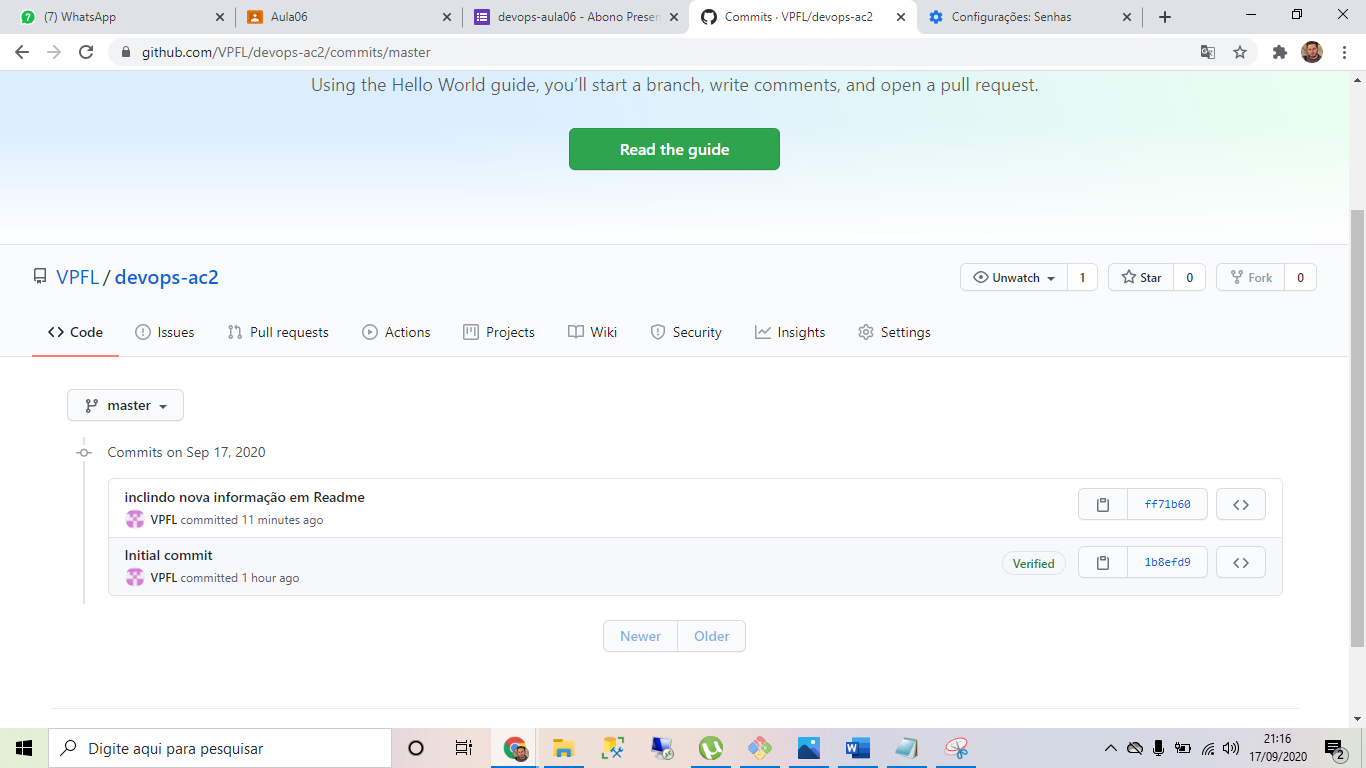 (7) WhatsApp
Aula06
devops-aula06 - Abono Presen
Commits · VPFL/devops-ac2
Configurações: Senhas
github.com/VPFL/devops-ac2/commits/master
Using the Hello World guide, you’ll start a branch, write comments, and open a pull request.
Read the guide
VPFL / devops-ac2
Unwatch 1
Star 0
Fork 0
Code
Issues
Pull requests
Actions
Projects
Wiki
Security
Insights
Settings
master
Commits on Sep 17, 2020
inclindo nova informação em Readme
ff71b60
VPFL committed 11 minutes ago
Initial commit
Verified
1b8efd9
VPFL committed 1 hour ago
Newer
Older
Digite aqui para pesquisar
21:16
17/09/2020
2